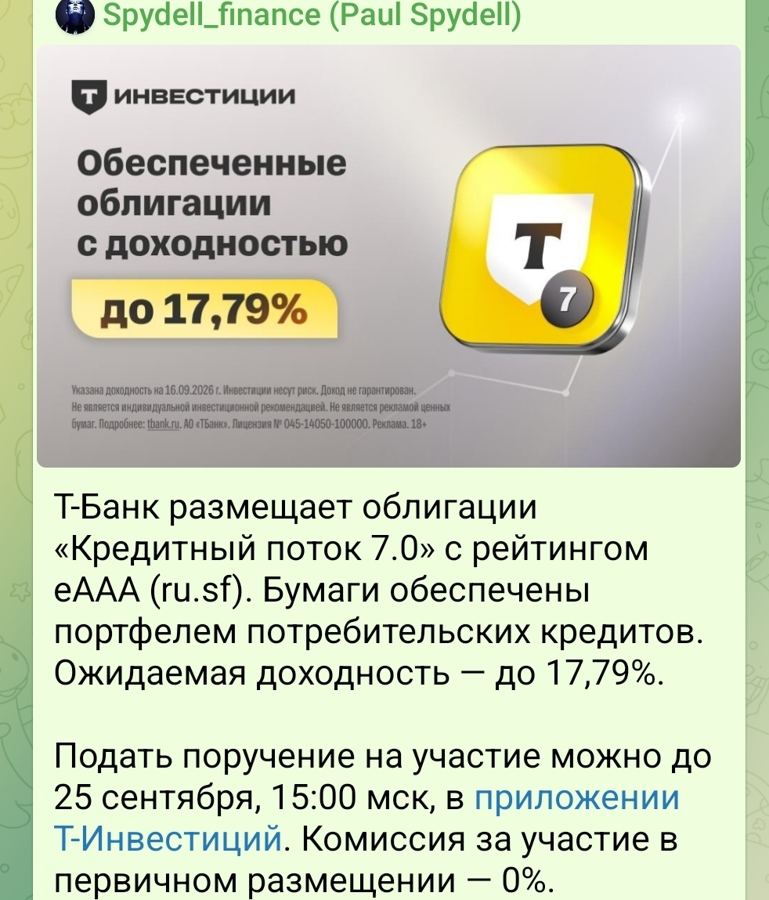 Spydell_finance (Paul Spydell)
Т ИНВЕСТИЦИИ
Обеспеченные
облигации
с доходностью
до 17,79%
Т
7
Указана доходность на 16.09.2026 г. Инвестиции несут риск. Доход не гарантирован.
Не является индивидуальной инвестиционной рекомендацией. Не является рекламой ценных
бумаг. Подробнее: tbank.ru. АО «ТБанк». Лицензия № 045-14050-100000. Реклама. 18+
Т-Банк размещает облигации
«Кредитный поток 7.0» с рейтингом
еААА (ru.sf). Бумаги обеспечены
портфелем потребительских кредитов.
Ожидаемая доходность — до 17,79%.
Подать поручение на участие можно до
25 сентября, 15:00 мск, в приложении
Т-Инвестиций. Комиссия за участие в
первичном размещении — 0%.